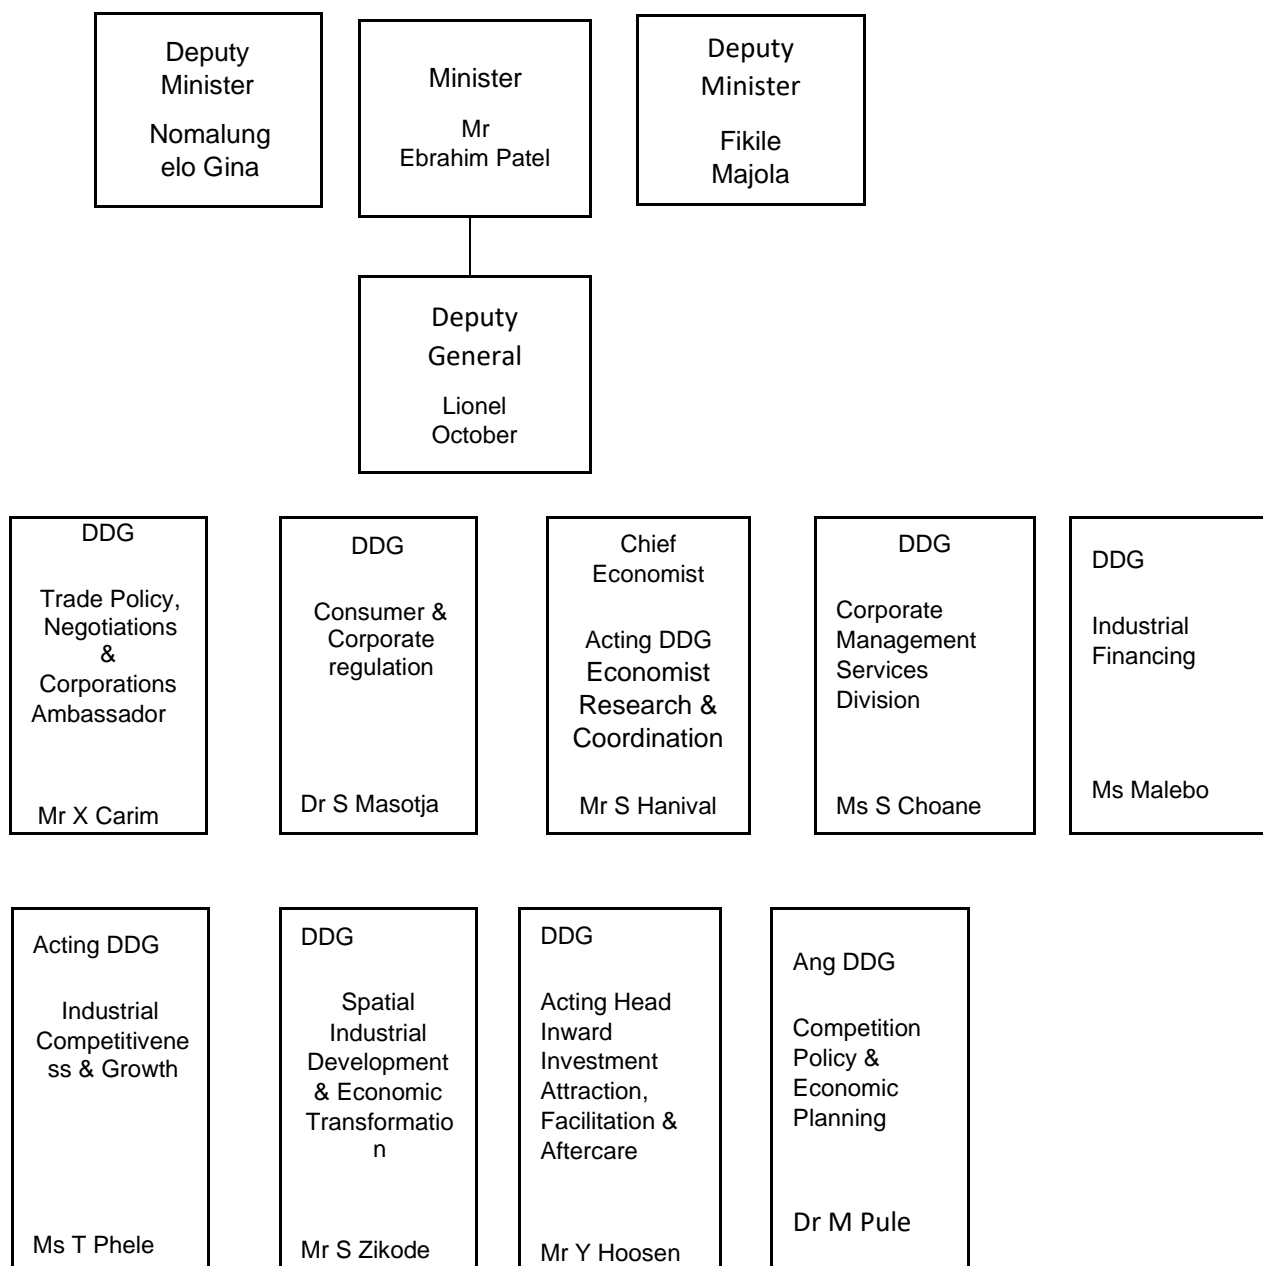 Deputy
Minister
Nomalung
elo Gina
Minister
Mr
Ebrahim Patel
Deputy
Minister
Fikile
Majola
Deputy
General
Lionel
October
DDG
Trade Policy,
Negotiations
&
Corporations
Ambassador
Mr X Carim
DDG
Consumer &
Corporate
regulation
Dr S Masotja
Chief
Economist
Acting DDG
Economist
Research &
Coordination
Mr S Hanival
DDG
Corporate
Management
Services
Division
Ms S Choane
DDG
Industrial
Financing
Ms Malebo
Acting DDG
Industrial
Competitivene
ss & Growth
Ms T Phele
DDG
Spatial
Industrial
Development
& Economic
Transformatio
n
Mr S Zikode
DDG
Acting Head
Inward
Investment
Attraction,
Facilitation &
Aftercare
Mr Y Hoosen
Ang DDG
Competition
Policy &
Economic
Planning
Dr M Pule